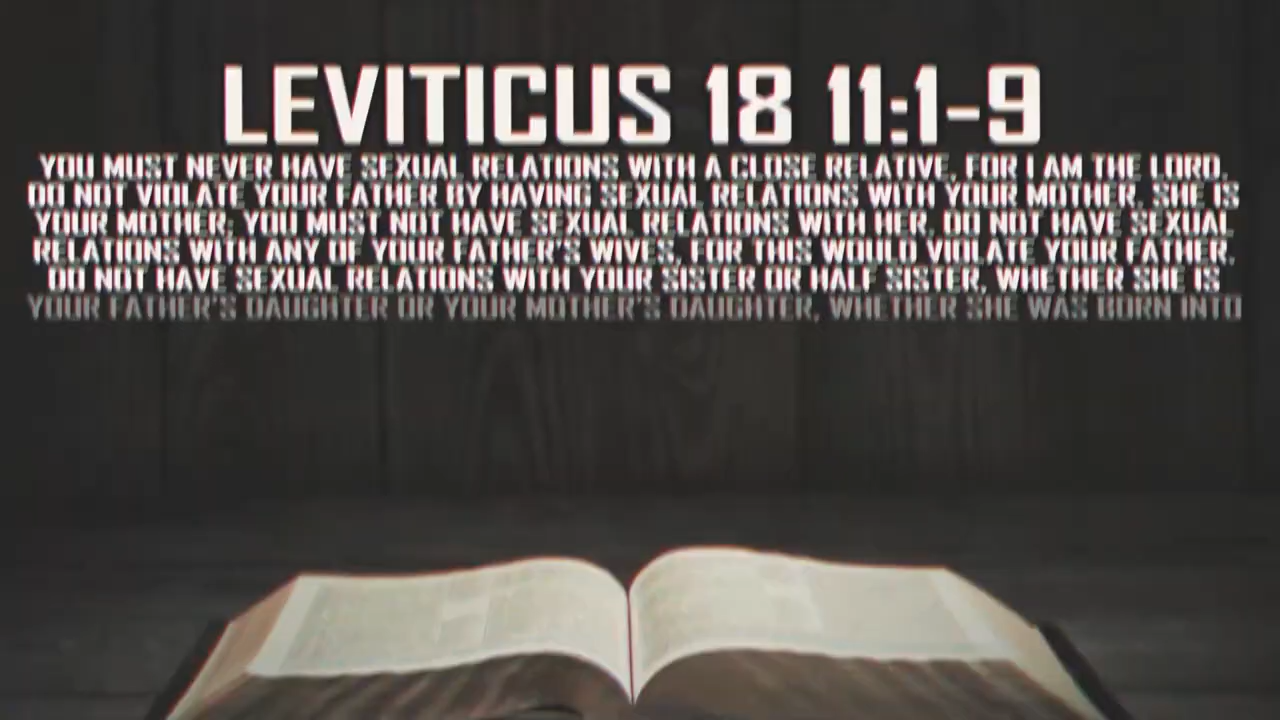 LEVITICUS 18 11:1-9
YOU MUST NEVER HAVE SEXUAL RELATIONS WITH A CLOSE RELATIVE, FOR I AM THE LORD.
DO NOT VIOLATE YOUR FATHER BY HAVING SEXUAL RELATIONS WITH YOUR MOTHER. SHE IS
YOUR MOTHER; YOU MUST NOT HAVE SEXUAL RELATIONS WITH HER. DO NOT HAVE SEXUAL
RELATIONS WITH ANY OF YOUR FATHER'S WIVES, FOR THIS WOULD VIOLATE YOUR FATHER.
DO NOT HAVE SEXUAL RELATIONS WITH YOUR SISTER OR HALF SISTER, WHETHER SHE IS
YOUR FATHER'S DAUGHTER OR YOUR MOTHER'S DAUGHTER, WHETHER SHE WAS BORN INTO